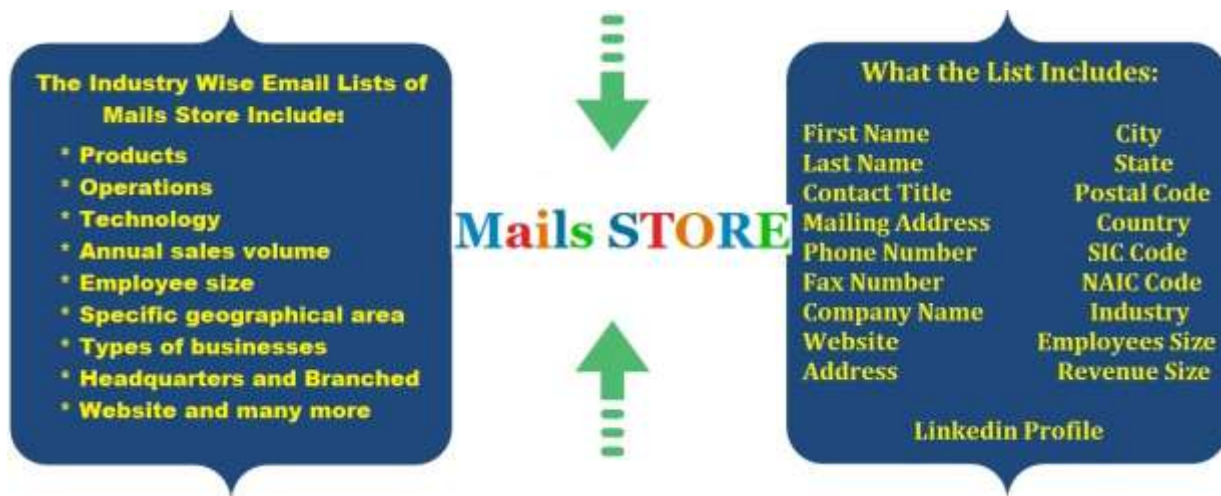 The Industry Wise Email Lists of
Mails Store Include:
* Products
* Operations
* Technology
* Annual sales volume
* Employee size
* Specific geographical area
* Types of businesses
* Headquarters and Branched
* Website and many more
Mails STORE
What the List Includes:
First Name City
Last Name State
Contact Title Postal Code
Mailing Address Country
Phone Number SIC Code
Fax Number NAIC Code
Company Name Industry
Website Employees Size
Address Revenue Size
Linkedin Profile